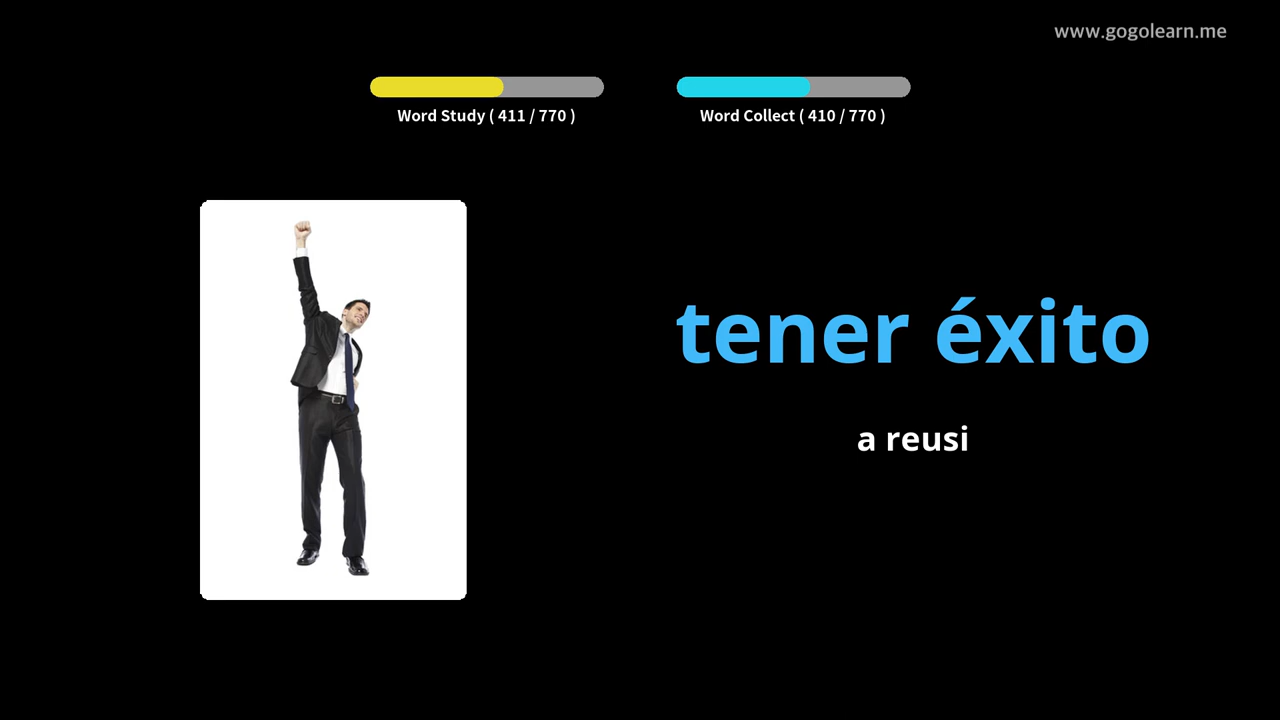 www.gogolearn.me
Word Study ( 411 / 770 )
Word Collect ( 410 / 770 )
tener éxito
a reusi